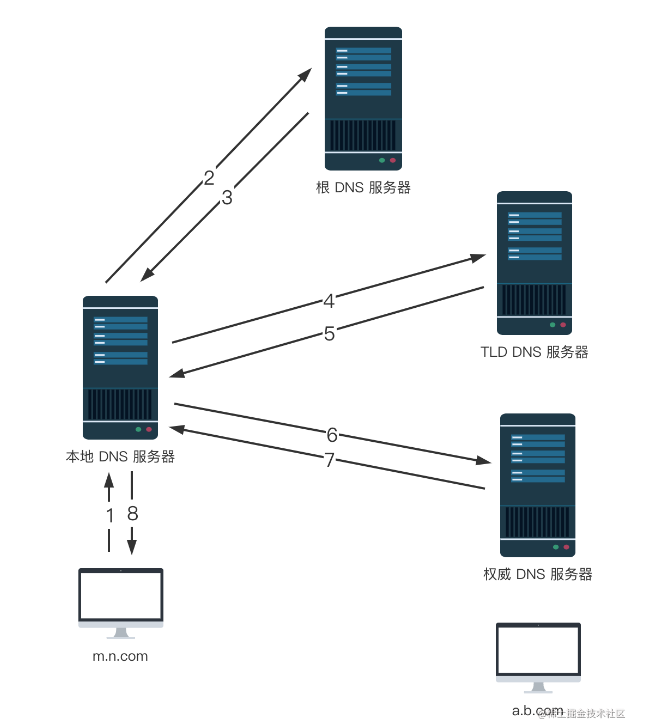 2
3
根 DNS 服务器
4
5
TLD DNS 服务器
6
7
本地 DNS 服务器
1
8
权威 DNS 服务器
m.n.com
a.b.com
@稀土掘金技术社区